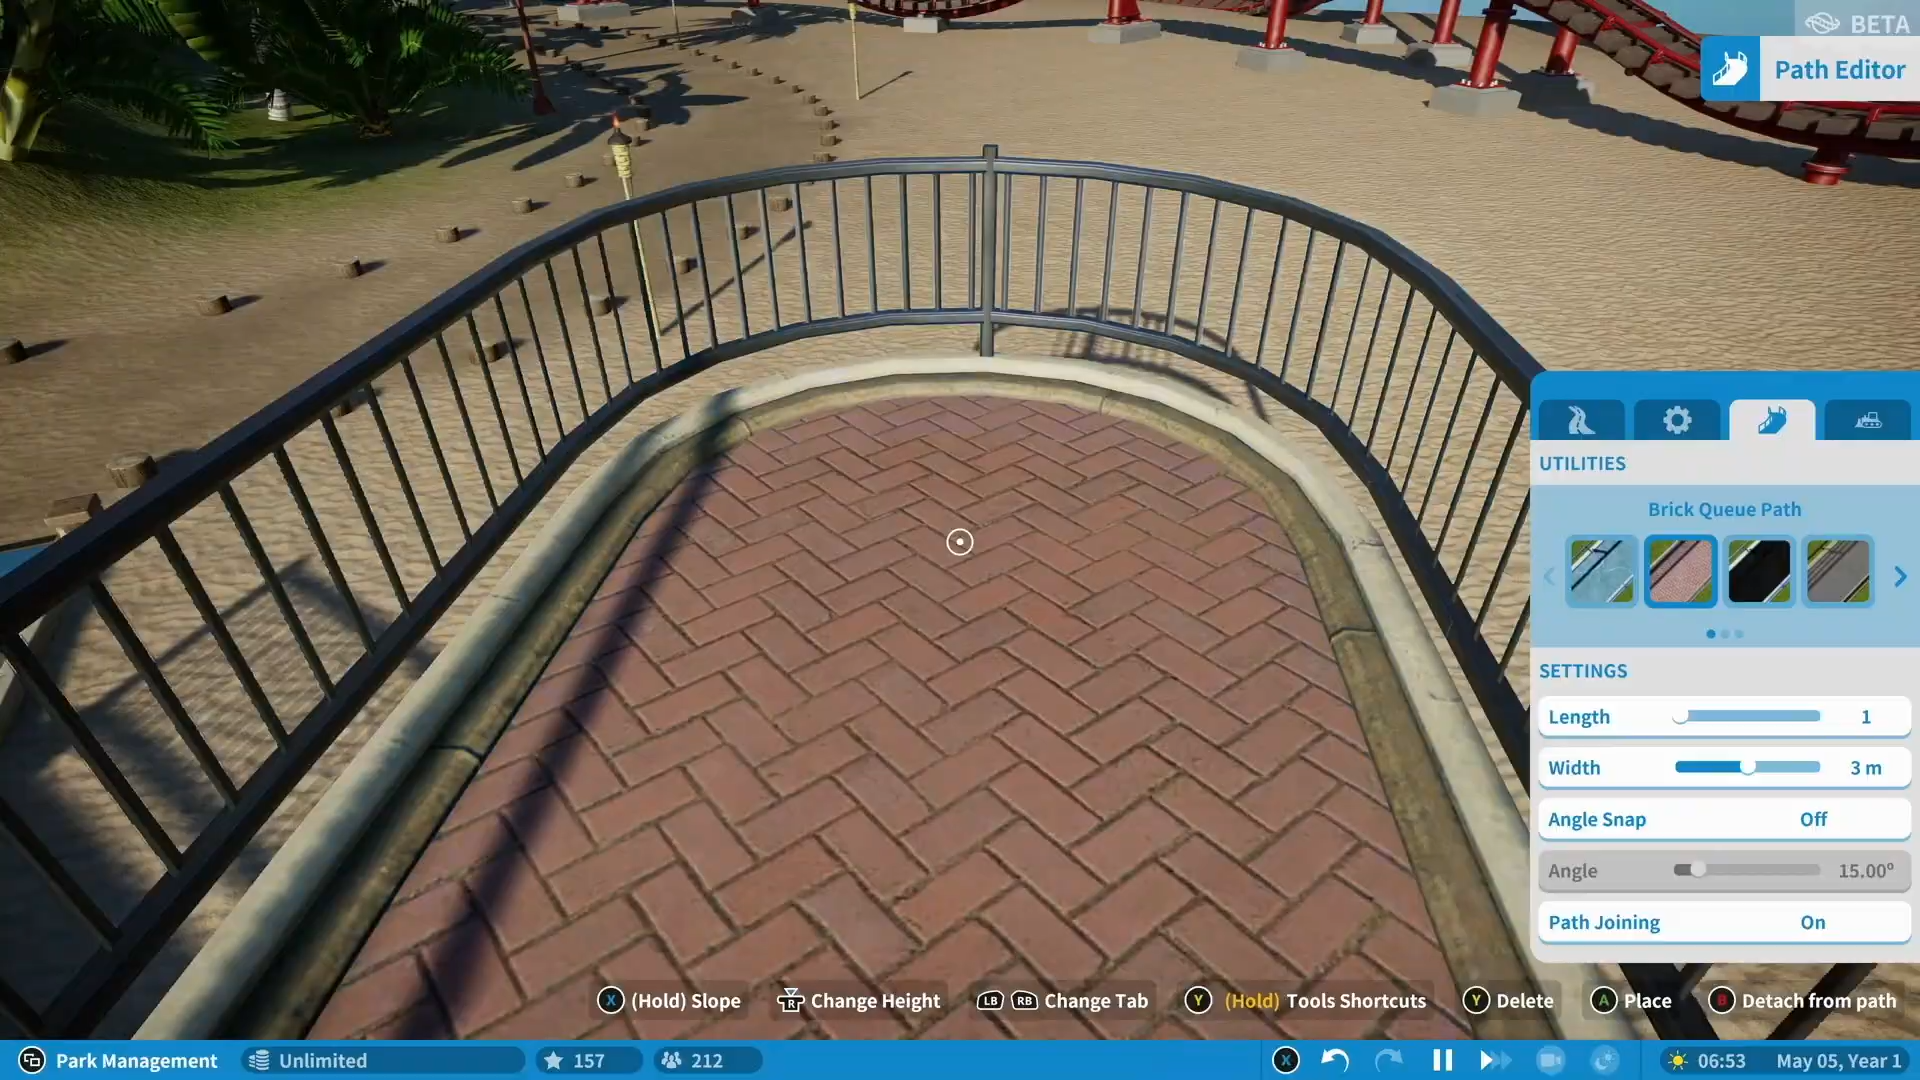 BETA
Path Editor
UTILITIES
Brick Queue Path
SETTINGS
Length 1
Width 3 m
Angle Snap Off
Angle 15.00°
Path Joining On
X (Hold) Slope R Change Height LB RB Change Tab Y (Hold) Tools Shortcuts Y Delete A Place B Detach from path
Park Management Unlimited 157 212 X 06:53 May 05, Year 1